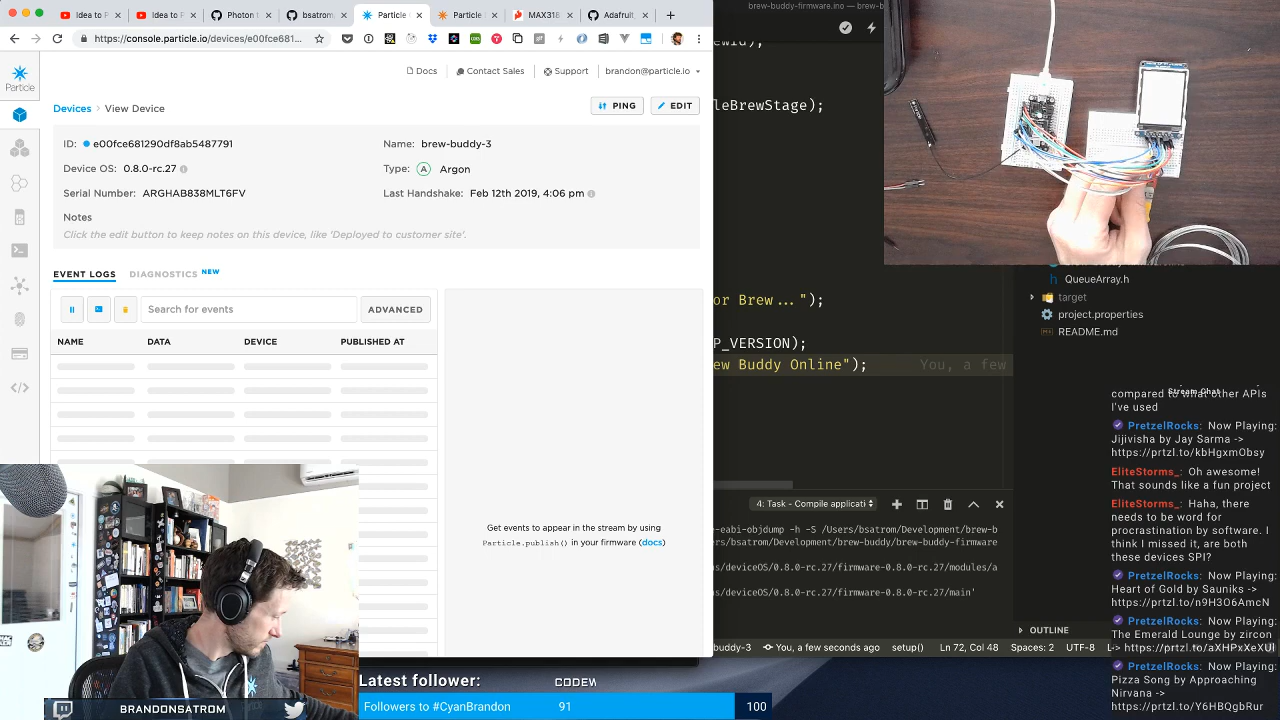 Device D
Photon
(65) W
Downlo
Particle
Particle
MAX318
Adafruit_
https://console.particle.io/devices/e00fce681...
Particle
Docs
Contact Sales
Support
brandon@particle.io
Devices > View Device
PING
EDIT
ID: e00fce681290df8ab5487791
Name: brew-buddy-3
Device OS: 0.8.0-rc.27
Type: A Argon
Serial Number: ARGHAB838MLT6FV
Last Handshake: Feb 12th 2019, 4:06 pm
Notes
Click the edit button to keep notes on this device, like 'Deployed to customer site'.
EVENT LOGS
DIAGNOSTICS NEW
Search for events
ADVANCED
NAME DATA DEVICE PUBLISHED AT
Get events to appear in the stream by using
Particle.publish() in your firmware (docs)
brew-buddy-firmware.ino — brew-b
ewId);
leBrewStage);
or Brew...");
P_VERSION);
ew Buddy Online"); You, a few
QueueArray.h
target
project.properties
README.md
4: Task - Compile applicati
-eabi-objdump -h -S /Users/bsatrom/Development/brew-b
ers/bsatrom/Development/brew-buddy/brew-buddy-firmware
s/deviceOS/0.8.0-rc.27/firmware-0.8.0-rc.27/modules/a
s/deviceOS/0.8.0-rc.27/firmware-0.8.0-rc.27/main'
OUTLINE
buddy-3 You, a few seconds ago setup() Ln 72, Col 48 Spaces: 2 UTF-8
Stream Chat
compared to what other APIs
I've used
PretzelRocks: Now Playing:
Jijivisha by Jay Sarma ->
https://prtzl.to/kbHgxmObsy
EliteStorms_: Oh awesome!
That sounds like a fun project
EliteStorms_: Haha, there
needs to be word for
procrastination by software. I
think I missed it, are both
these devices SPI?
PretzelRocks: Now Playing:
Heart of Gold by Sauniks ->
https://prtzl.to/n9H3O6AmcN
PretzelRocks: Now Playing:
The Emerald Lounge by zircon
-> https://prtzl.to/aXHPxXeXUl
PretzelRocks: Now Playing:
Pizza Song by Approaching
Nirvana ->
https://prtzl.to/Y6HBQgbRur
BRANDONSATROM
Latest follower: CODEW
Followers to #CyanBrandon 91 100